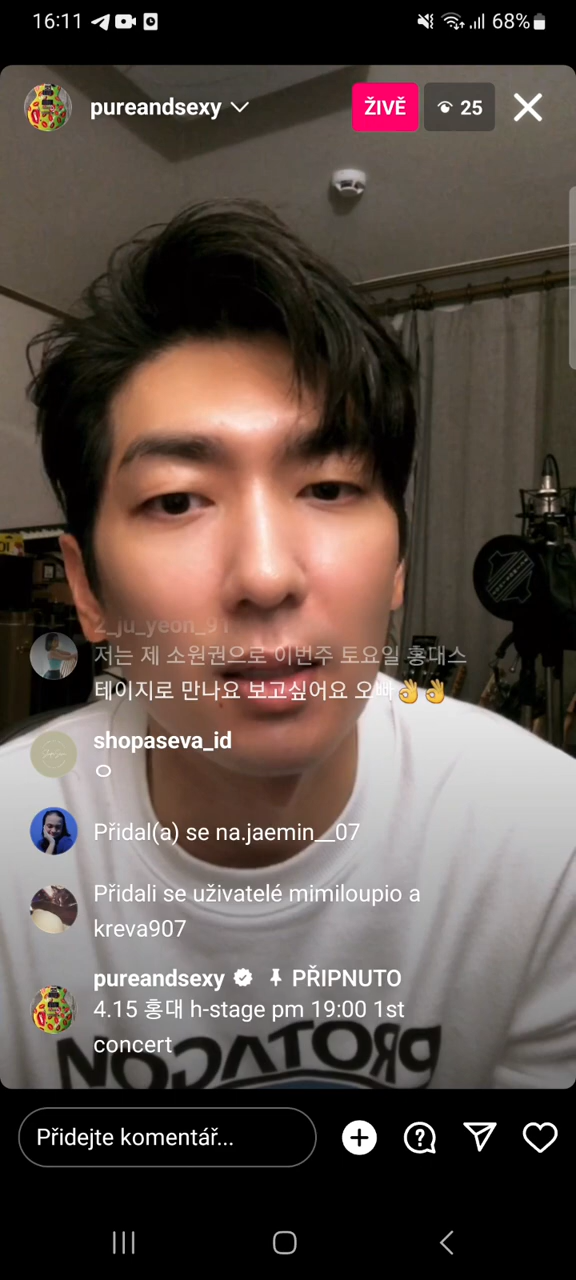 16:11
68%
pureandsexy
ŽIVĚ
25
2_ju_yeon_91
저는 제 소원권으로 이번주 토요일 홍대스
테이지로 만나요 보고싶어요 오빠👌👌
shopaseva_id
ㅇ
Přidal(a) se na.jaemin__07
Přidali se uživatelé mimiloupio a
kreva907
pureandsexy PŘIPNUTO
4.15 홍대 h-stage pm 19:00 1st
concert
PROTAGON
Přidejte komentář...